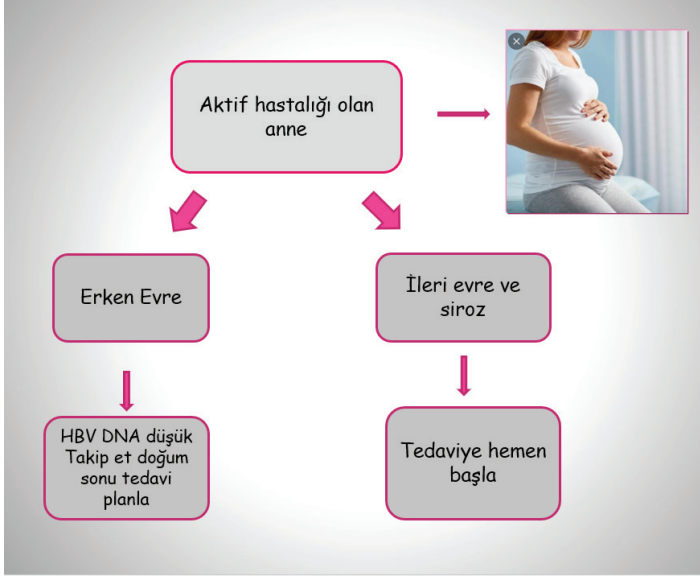 Aktif hastalığı olan
anne
Erken Evre
İleri evre ve
siroz
HBV DNA düşük
Takip et doğum
sonu tedavi
planla
Tedaviye hemen
başla